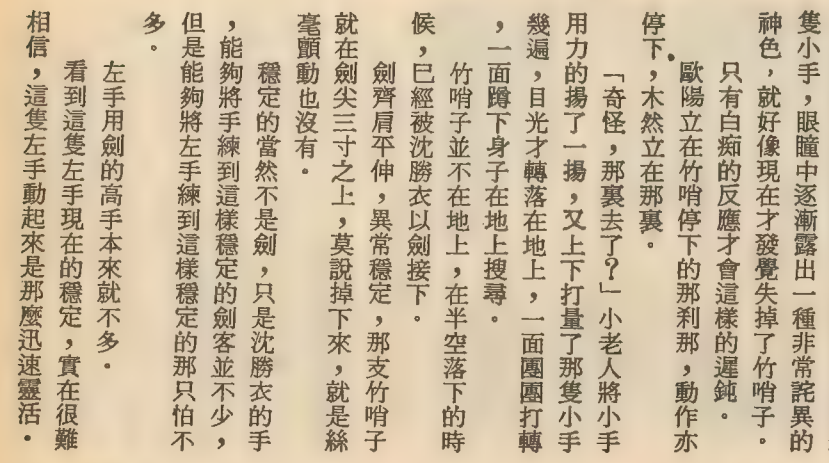 隻小手，眼瞳中逐漸露出一種非常詫異的
神色，就好像現在才發覺失掉了竹哨子。
只有白痴的反應才會這樣的遲鈍。
歐陽立在竹哨停下的那刹那，動作亦
停下，木然立在那裏。
「奇怪，那裏去了？」小老人將小手
用力的揚了一揚，又上下打量了那隻小手
幾遍，目光才轉落在地上，一面團團打轉
，一面蹲下身子在地上搜尋。
竹哨子並不在地上，在半空落下的時
候，已經被沈勝衣以劍接下。
劍齊肩平伸，異常穩定，那支竹哨子
就在劍尖三寸之上，莫說掉下來，就是絲
毫顫動也沒有。
穩定的當然不是劍，只是沈勝衣的手
，能夠將手練到這樣穩定的劍客並不少，
但是能夠將左手練到這樣穩定的那只怕不
多。
左手用劍的高手本來就不多。
看到這隻左手現在的穩定，實在很難
相信，這隻左手動起來是那麼迅速靈活。